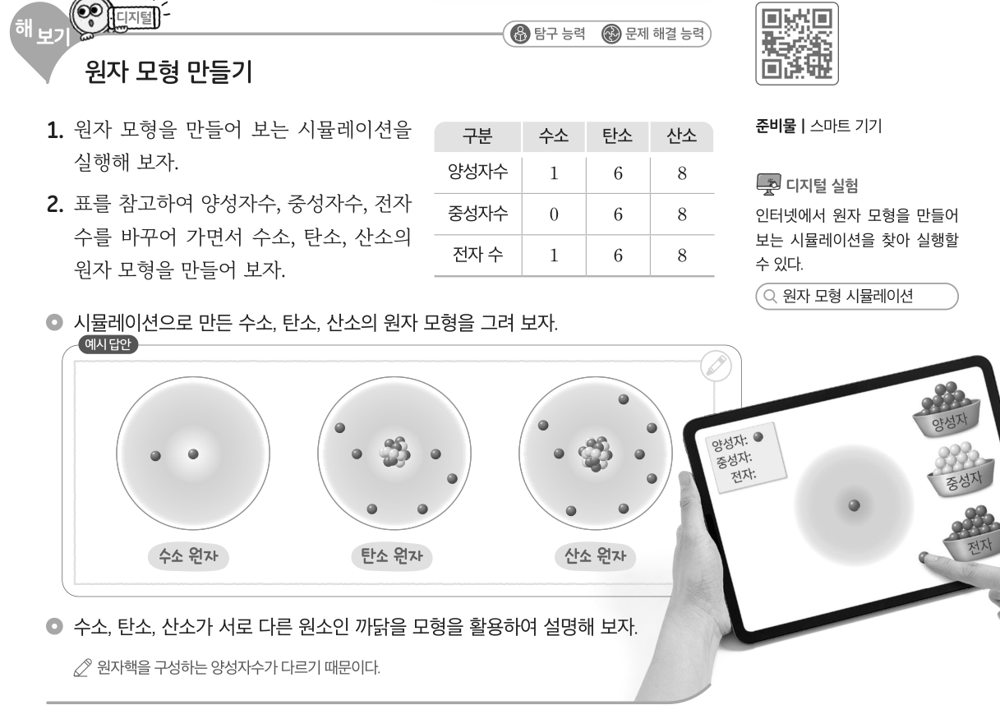 해 보기
디지털
탐구 능력 문제 해결 능력
원자 모형 만들기
1. 원자 모형을 만들어 보는 시뮬레이션을
실행해 보자.
2. 표를 참고하여 양성자수, 중성자수, 전자
수를 바꾸어 가면서 수소, 탄소, 산소의
원자 모형을 만들어 보자.
구분 수소 탄소 산소
양성자수 1 6 8
중성자수 0 6 8
전자 수 1 6 8
준비물 | 스마트 기기
디지털 실험
인터넷에서 원자 모형을 만들어
보는 시뮬레이션을 찾아 실행할
수 있다.
원자 모형 시뮬레이션
시뮬레이션으로 만든 수소, 탄소, 산소의 원자 모형을 그려 보자.
예시 답안
수소 원자 탄소 원자 산소 원자
양성자:
중성자:
전자:
양성자
중성자
전자
수소, 탄소, 산소가 서로 다른 원소인 까닭을 모형을 활용하여 설명해 보자.
원자핵을 구성하는 양성자수가 다르기 때문이다.